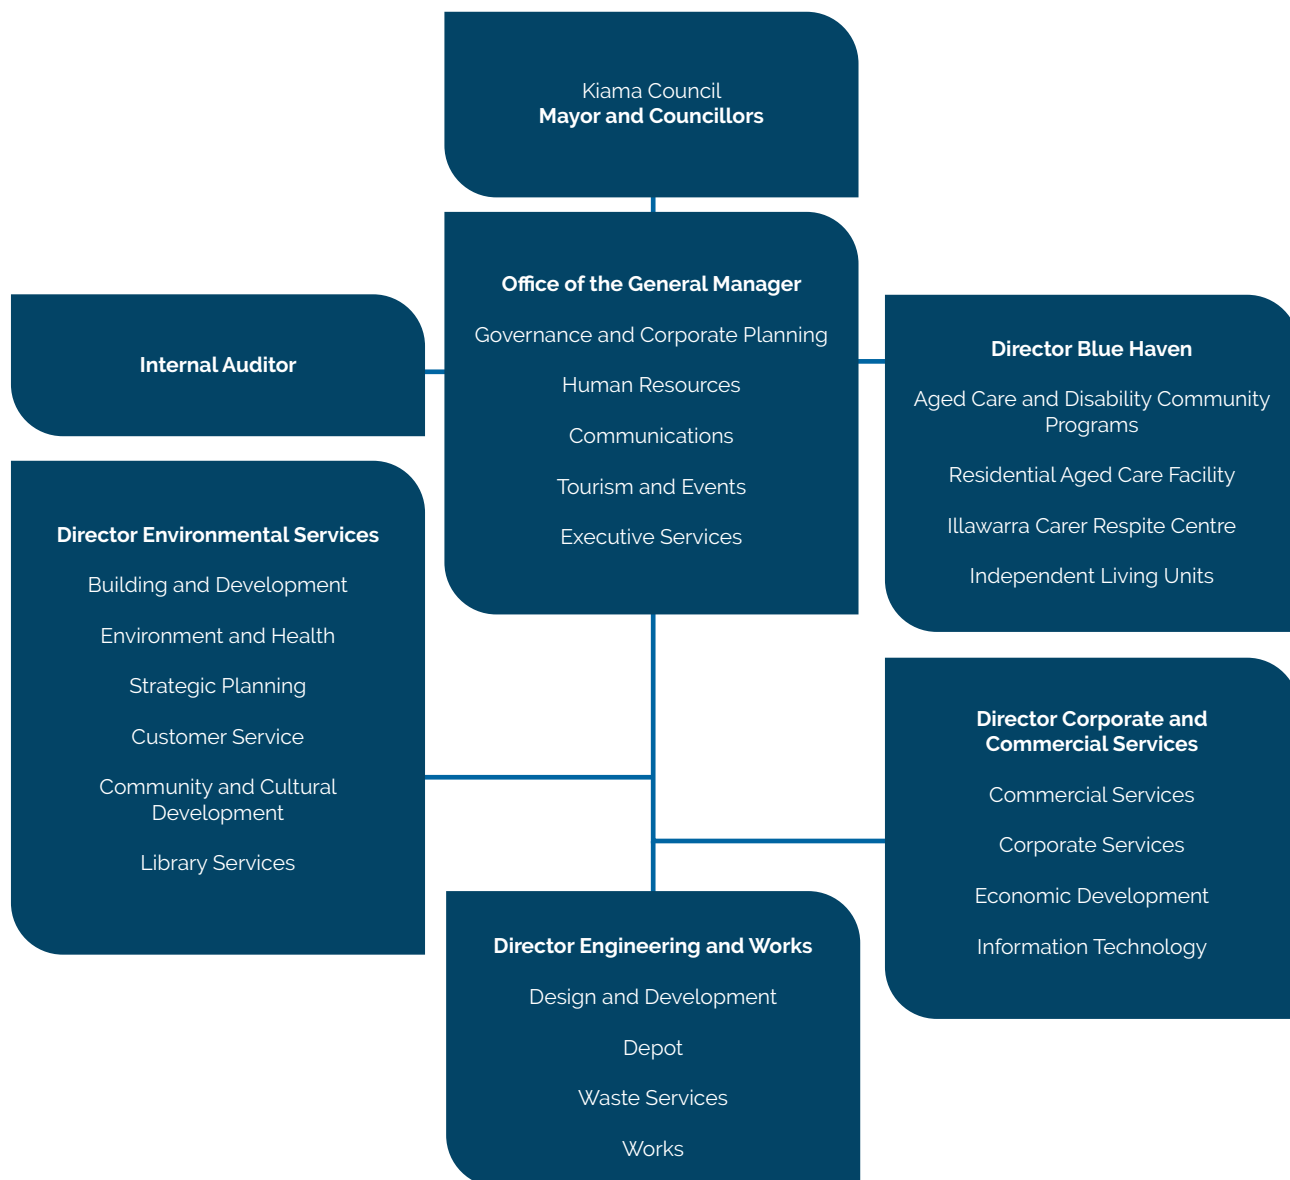 Kiama Council
Mayor and Councillors
Office of the General Manager
Governance and Corporate Planning
Human Resources
Communications
Tourism and Events
Executive Services
Internal Auditor
Director Blue Haven
Aged Care and Disability Community
Programs
Residential Aged Care Facility
Illawarra Carer Respite Centre
Independent Living Units
Director Environmental Services
Building and Development
Environment and Health
Strategic Planning
Customer Service
Community and Cultural
Development
Library Services
Director Corporate and
Commercial Services
Commercial Services
Corporate Services
Economic Development
Information Technology
Director Engineering and Works
Design and Development
Depot
Waste Services
Works